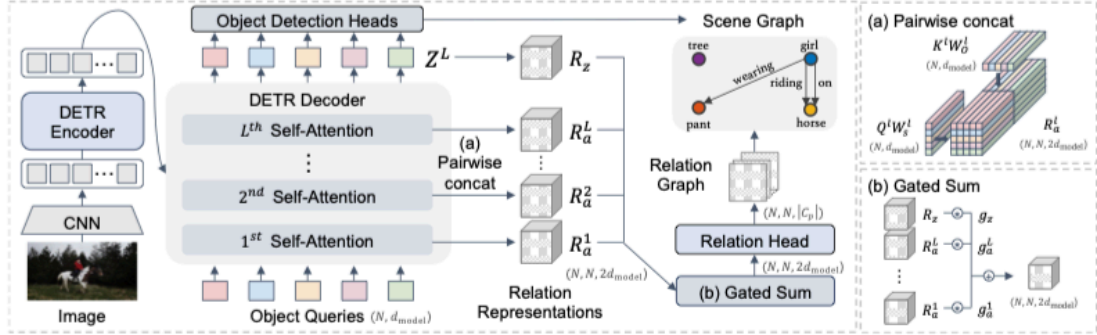 Object Detection Heads
Scene Graph
tree
girl
wearing
riding
on
pant
horse
Z^L
R_z
DETR Encoder
DETR Decoder
L^th Self-Attention
⋮
2^nd Self-Attention
1^st Self-Attention
(a) Pairwise concat
R_a^L
⋮
R_a^2
R_a^1
(N, N, 2d_model)
Relation Representations
CNN
Image
Object Queries (N, d_model)
Relation Graph
(N, N, |C_p|)
Relation Head
(N, N, 2d_model)
(b) Gated Sum
(a) Pairwise concat
K^l W_o^l
(N, d_model)
Q^l W_s^l
(N, d_model)
R_a^l
(N, N, 2d_model)
(b) Gated Sum
R_z
g_z
R_a^L
g_a^L
⋮
R_a^1
g_a^1
(N, N, 2d_model)